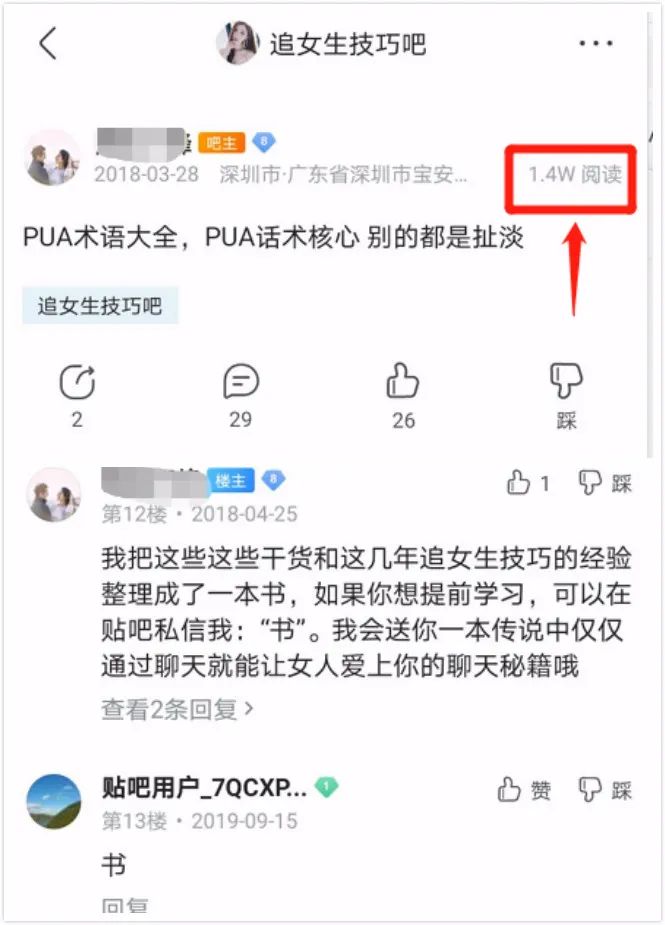 追女生技巧吧
吧主 8
2018-03-28 深圳市·广东省深圳市宝安... 1.4W 阅读
PUA术语大全，PUA话术核心 别的都是扯淡
追女生技巧吧
2 29 26 踩
楼主 8 1 踩
第12楼·2018-04-25
我把这些这些干货和这几年追女生技巧的经验
整理成了一本书，如果你想提前学习，可以在
贴吧私信我：“书”。我会送你一本传说中仅仅
通过聊天就能让女人爱上你的聊天秘籍哦
查看2条回复
贴吧用户_7QCXP... 1 赞 踩
第13楼·2019-09-15
书
回复